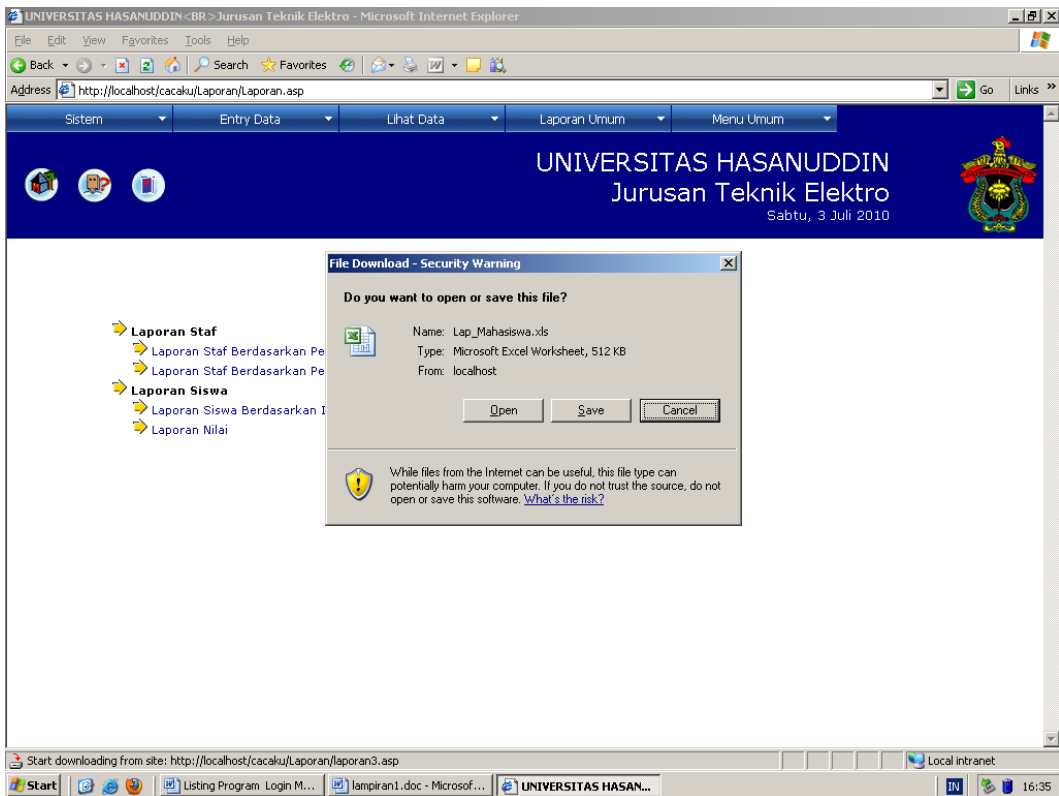 UNIVERSITAS HASANUDDIN<BR>Jurusan Teknik Elektro - Microsoft Internet Explorer
File Edit View Favorites Tools Help
Back Search Favorites
Address http://localhost/cacaku/Laporan/Laporan.asp Go Links »
Sistem Entry Data Lihat Data Laporan Umum Menu Umum
UNIVERSITAS HASANUDDIN
Jurusan Teknik Elektro
Sabtu, 3 Juli 2010
File Download - Security Warning
Do you want to open or save this file?
Name: Lap_Mahasiswa.xls
Type: Microsoft Excel Worksheet, 512 KB
From: localhost
Open Save Cancel
While files from the Internet can be useful, this file type can
potentially harm your computer. If you do not trust the source, do not
open or save this software. What's the risk?
Laporan Staf
Laporan Staf Berdasarkan Pe
Laporan Staf Berdasarkan Pe
Laporan Siswa
Laporan Siswa Berdasarkan I
Laporan Nilai
Start downloading from site: http://localhost/cacaku/Laporan/laporan3.asp Local intranet
Start Listing Program Login M... lampiran1.doc - Microsof... UNIVERSITAS HASAN... IN 16:35